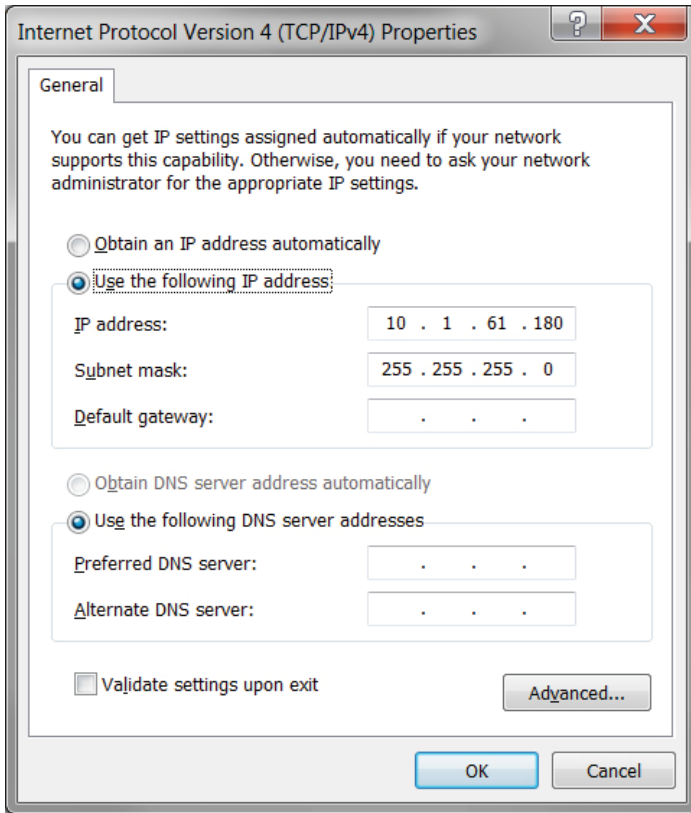 Internet Protocol Version 4 (TCP/IPv4) Properties
?
X
General
You can get IP settings assigned automatically if your network
supports this capability. Otherwise, you need to ask your network
administrator for the appropriate IP settings.
Obtain an IP address automatically
Use the following IP address
IP address: 10 . 1 . 61 . 180
Subnet mask: 255 . 255 . 255 . 0
Default gateway: . . .
Obtain DNS server address automatically
Use the following DNS server addresses
Preferred DNS server: . . .
Alternate DNS server: . . .
Validate settings upon exit
Advanced...
OK Cancel